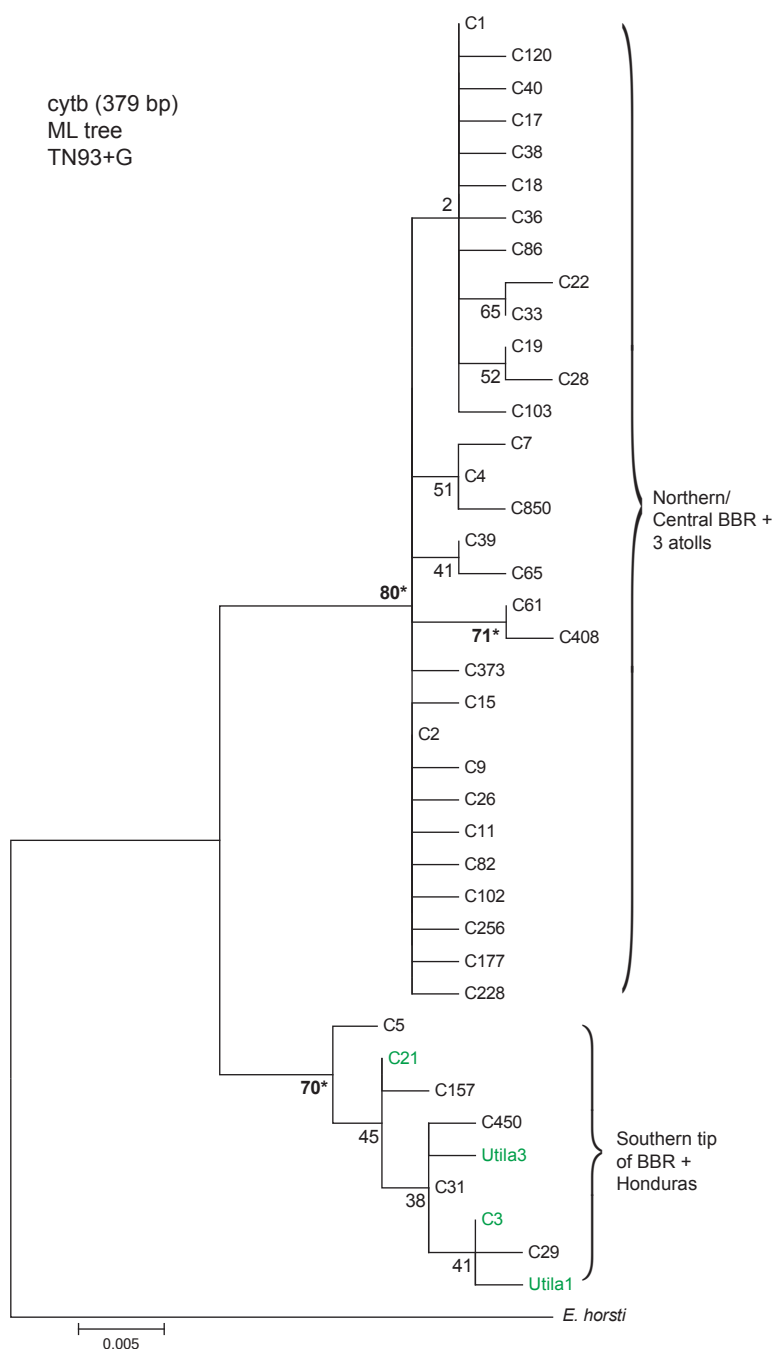 cytb (379 bp)
ML tree
TN93+G
C1
C120
C40
C17
C38
C18
2
C36
C86
C22
65
C33
C19
52
C28
C103
C7
C4
51
C850
Northern/
Central BBR +
3 atolls
C39
41
C65
80*
C61
71*
C408
C373
C15
C2
C9
C26
C11
C82
C102
C256
C177
C228
C5
C21
70*
C157
C450
45
Utila3
Southern tip
of BBR +
Honduras
C31
38
C3
C29
41
Utila1
E. horsti
0.005